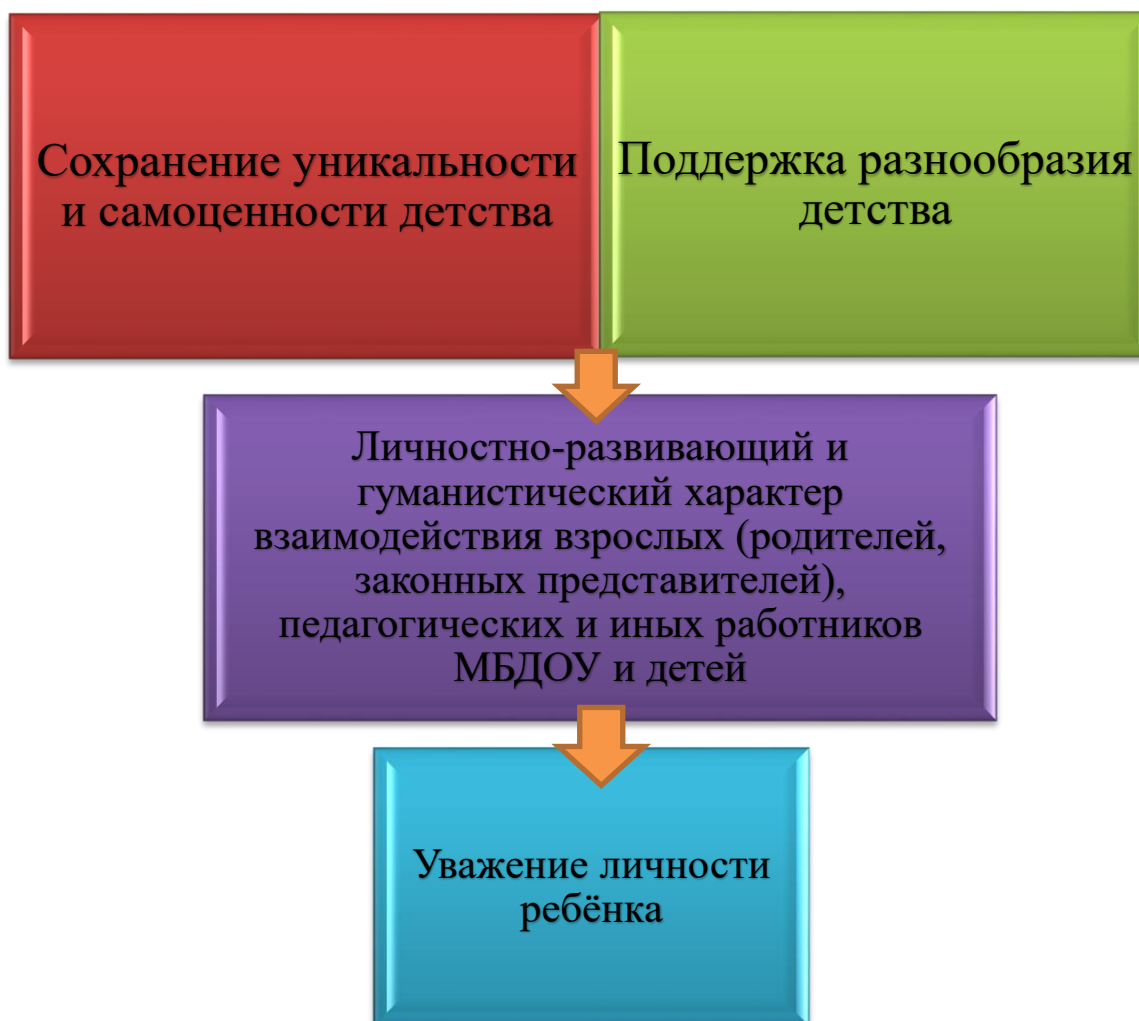 Сохранение уникальности
и самоценности детства
Поддержка разнообразия
детства
Личностно-развивающий и
гуманистический характер
взаимодействия взрослых (родителей,
законных представителей),
педагогических и иных работников
МБДОУ и детей
Уважение личности
ребёнка